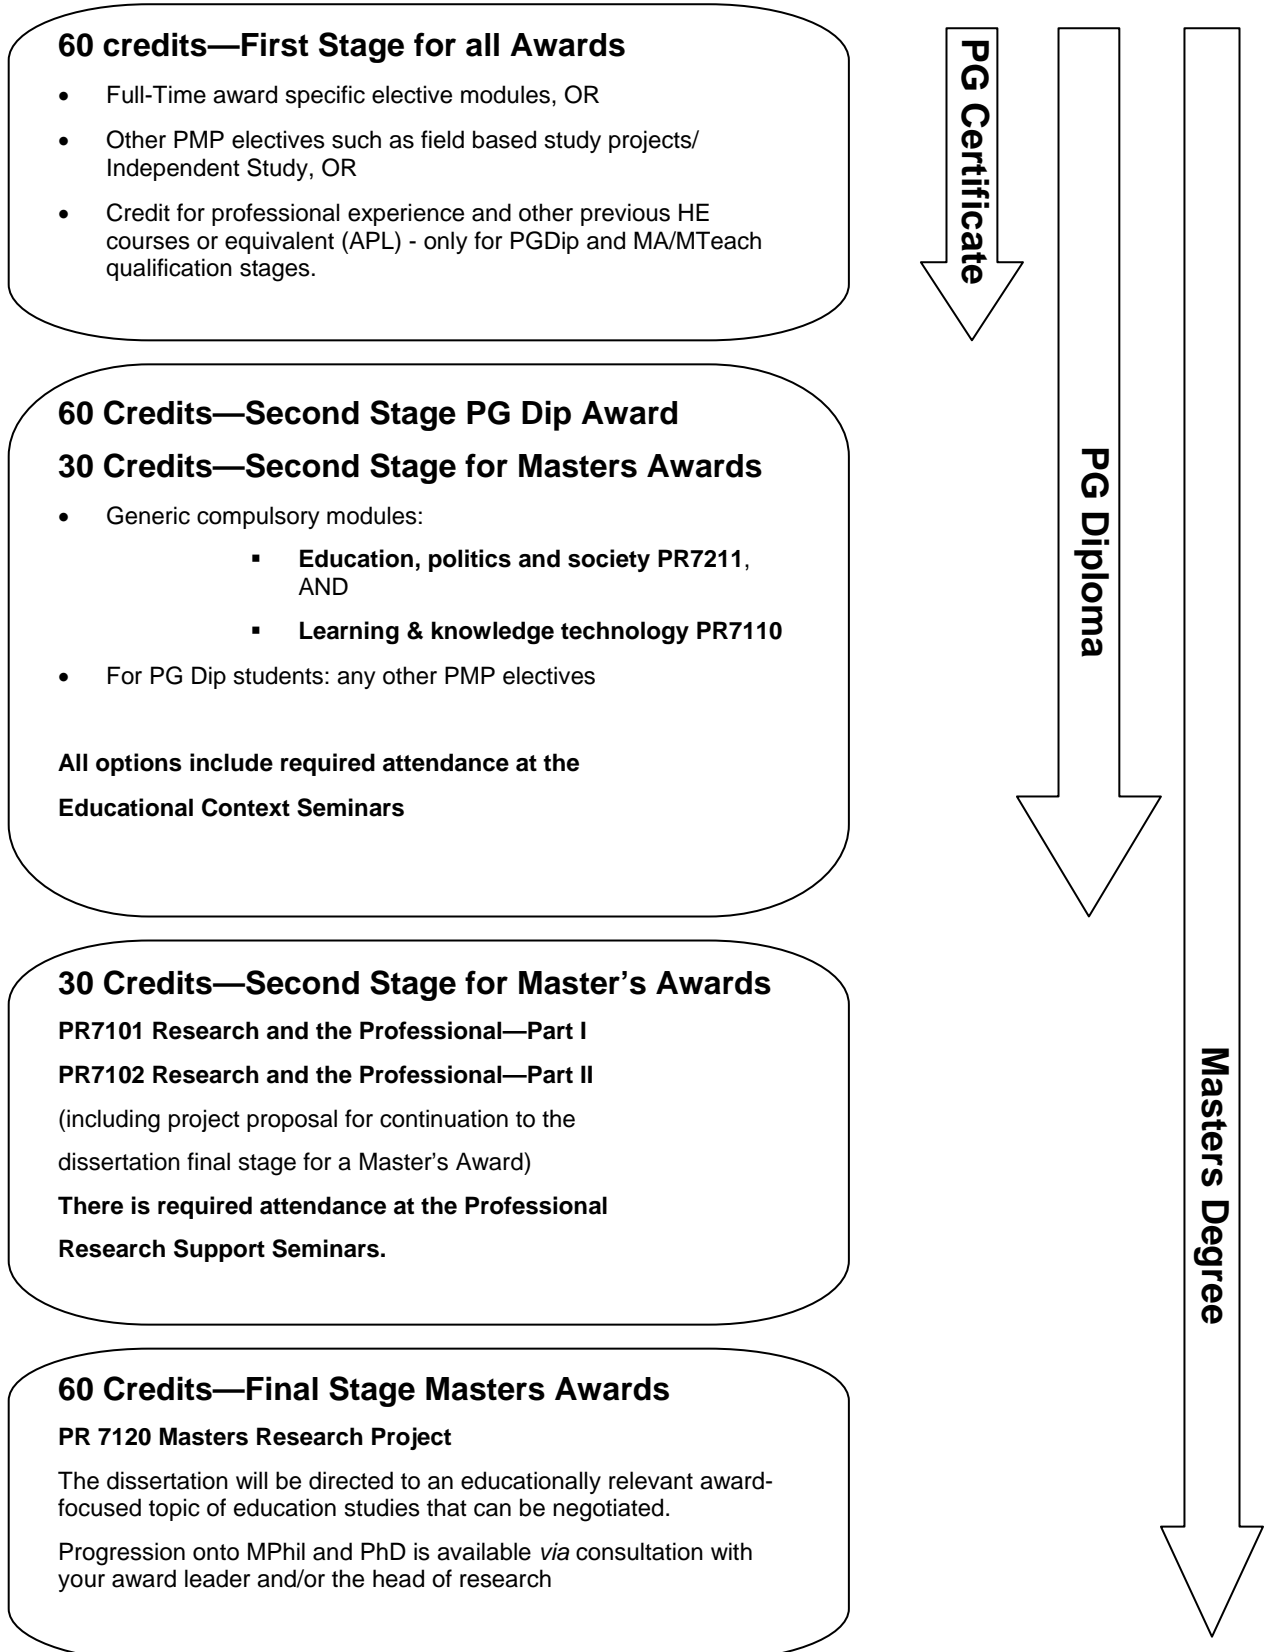 60 credits—First Stage for all Awards
• Full-Time award specific elective modules, OR
• Other PMP electives such as field based study projects/
Independent Study, OR
• Credit for professional experience and other previous HE
courses or equivalent (APL) - only for PGDip and MA/MTeach
qualification stages.
60 Credits—Second Stage PG Dip Award
30 Credits—Second Stage for Masters Awards
• Generic compulsory modules:
▪ Education, politics and society PR7211,
AND
▪ Learning & knowledge technology PR7110
• For PG Dip students: any other PMP electives
All options include required attendance at the
Educational Context Seminars
30 Credits—Second Stage for Master’s Awards
PR7101 Research and the Professional—Part I
PR7102 Research and the Professional—Part II
(including project proposal for continuation to the
dissertation final stage for a Master’s Award)
There is required attendance at the Professional
Research Support Seminars.
60 Credits—Final Stage Masters Awards
PR 7120 Masters Research Project
The dissertation will be directed to an educationally relevant award-
focused topic of education studies that can be negotiated.
Progression onto MPhil and PhD is available via consultation with
your award leader and/or the head of research
PG Certificate
PG Diploma
Masters Degree